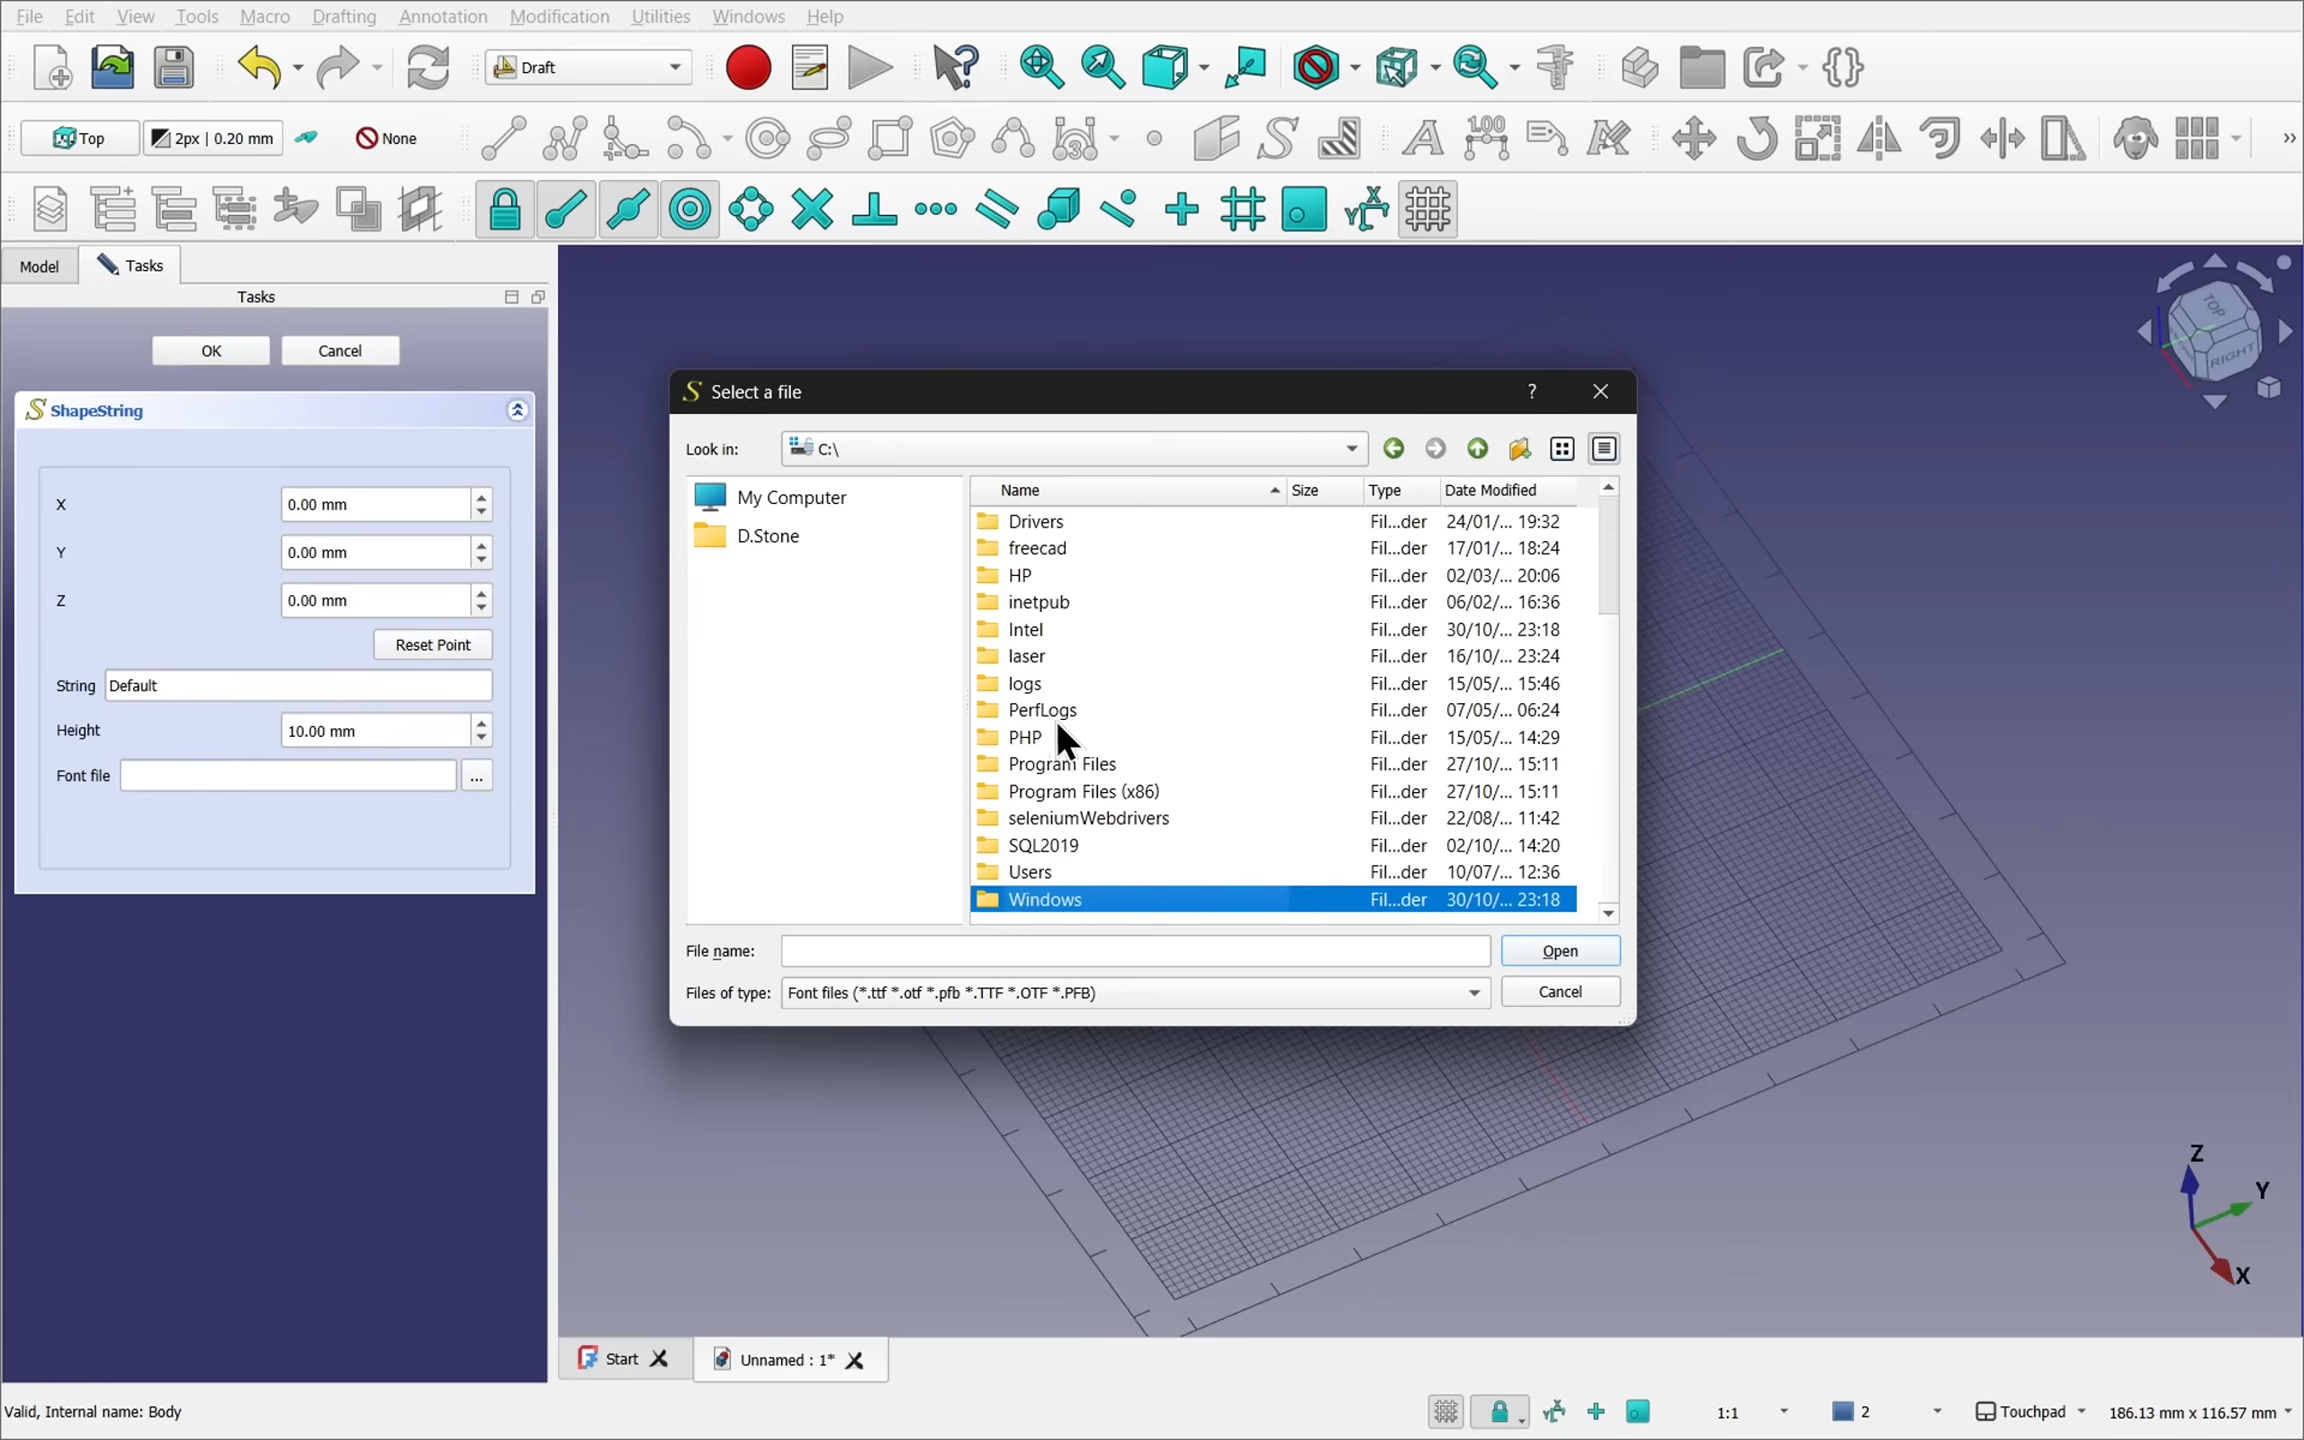 File Edit View Tools Macro Drafting Annotation Modification Utilities Windows Help
Draft
Top 2px | 0.20 mm None 3 A 1.00 »
Y X
Model Tasks
Tasks
OK Cancel
ShapeString
X 0.00 mm
Y 0.00 mm
Z 0.00 mm
Reset Point
String Default
Height 10.00 mm
Font file ...
TOP
RIGHT
Select a file ?
Look in: C:\
My Computer
D.Stone
Name Size Type Date Modified
Drivers Fil...der 24/01/... 19:32
freecad Fil...der 17/01/... 18:24
HP Fil...der 02/03/... 20:06
inetpub Fil...der 06/02/... 16:36
Intel Fil...der 30/10/... 23:18
laser Fil...der 16/10/... 23:24
logs Fil...der 15/05/... 15:46
PerfLogs Fil...der 07/05/... 06:24
PHP Fil...der 15/05/... 14:29
Program Files Fil...der 27/10/... 15:11
Program Files (x86) Fil...der 27/10/... 15:11
seleniumWebdrivers Fil...der 22/08/... 11:42
SQL2019 Fil...der 02/10/... 14:20
Users Fil...der 10/07/... 12:36
Windows Fil...der 30/10/... 23:18
File name: Open
Files of type: Font files (*.ttf *.otf *.pfb *.TTF *.OTF *.PFB) Cancel
Z
Y
X
Start Unnamed : 1*
Valid, Internal name: Body 1:1 2 Touchpad 186.13 mm x 116.57 mm